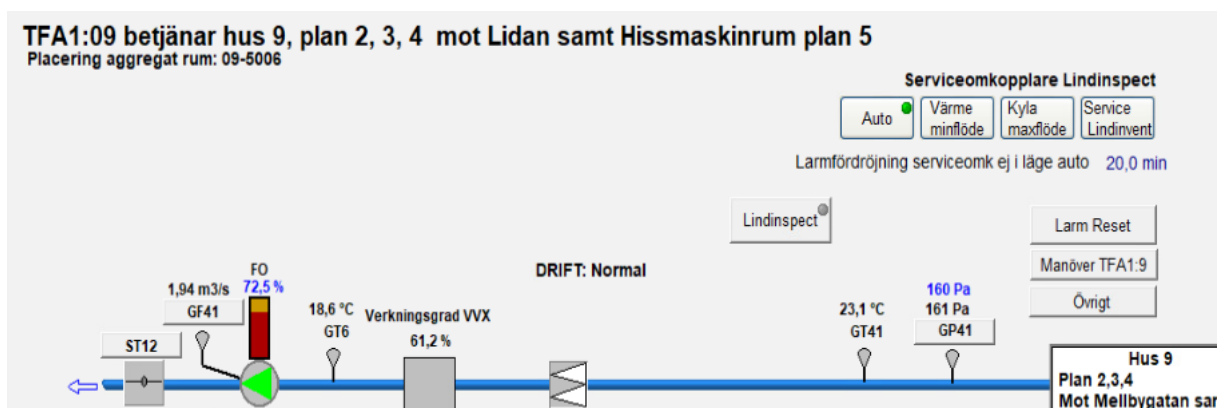 TFA1:09 betjänar hus 9, plan 2, 3, 4 mot Lidan samt Hissmaskinrum plan 5
Placering aggregat rum: 09-5006
Serviceomkopplare Lindinspect
Auto
Värme
minflöde
Kyla
maxflöde
Service
Lindinvent
Larmfördröjning serviceomk ej i läge auto 20,0 min
Lindinspect
Larm Reset
Manöver TFA1:9
Övrigt
DRIFT: Normal
FO
72,5 %
1,94 m3/s
GF41
ST12
18,6 °C
GT6
Verkningsgrad VVX
61,2 %
23,1 °C
GT41
160 Pa
161 Pa
GP41
Hus 9
Plan 2,3,4
Mot Mellbygatan sar